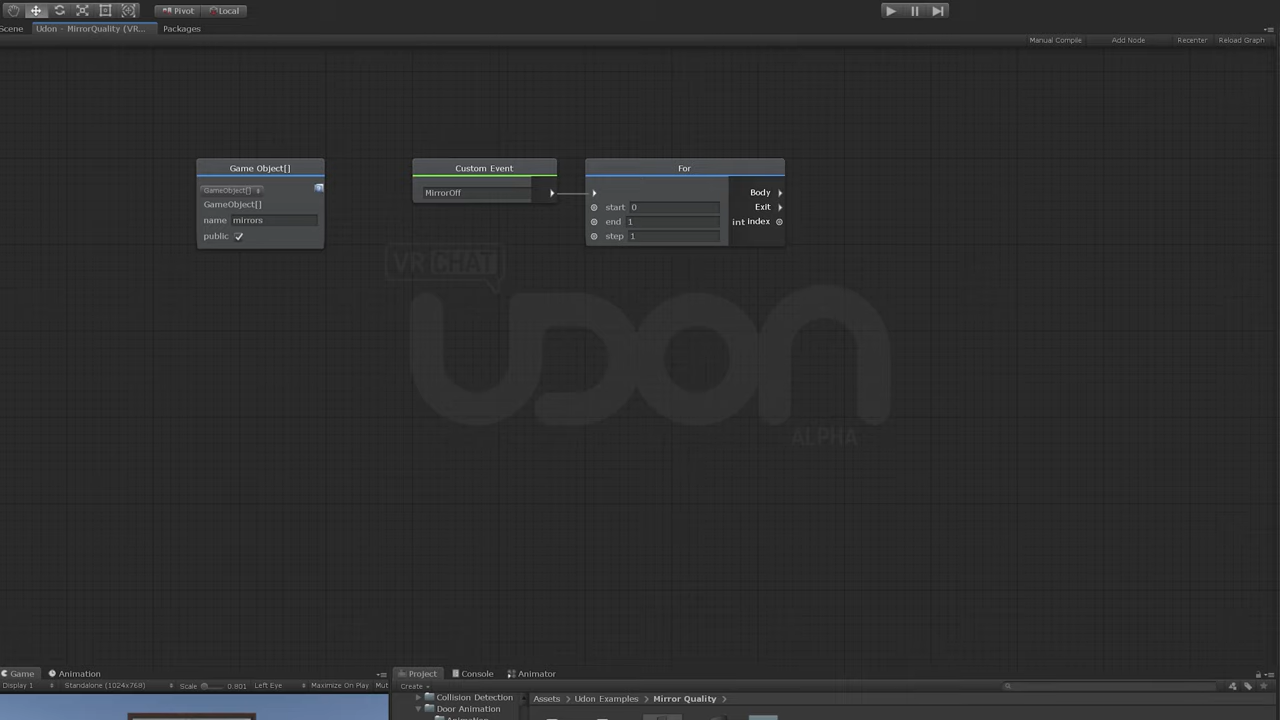 Pivot Local
Scene Udon - MirrorQuality (VR... Packages
Manual Compile Add Node Recenter Reload Graph
Game Object[]
GameObject[]
GameObject[]
name mirrors
public
Custom Event
MirrorOff
For
start 0
end 1
step 1
Body
Exit
int index
VRCHAT
UDON
ALPHA
Game Animation
Display 1 Standalone (1024x768) Scale 0.801 Left Eye Maximize On Play Mut
Project Console Animator
Create
Collision Detection
Door Animation
Assets > Udon Examples > Mirror Quality >